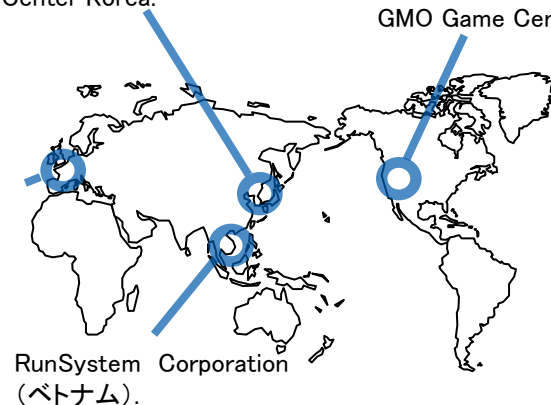 Center Korea.
GMO Game Cen
RunSystem Corporation
(ベトナム).